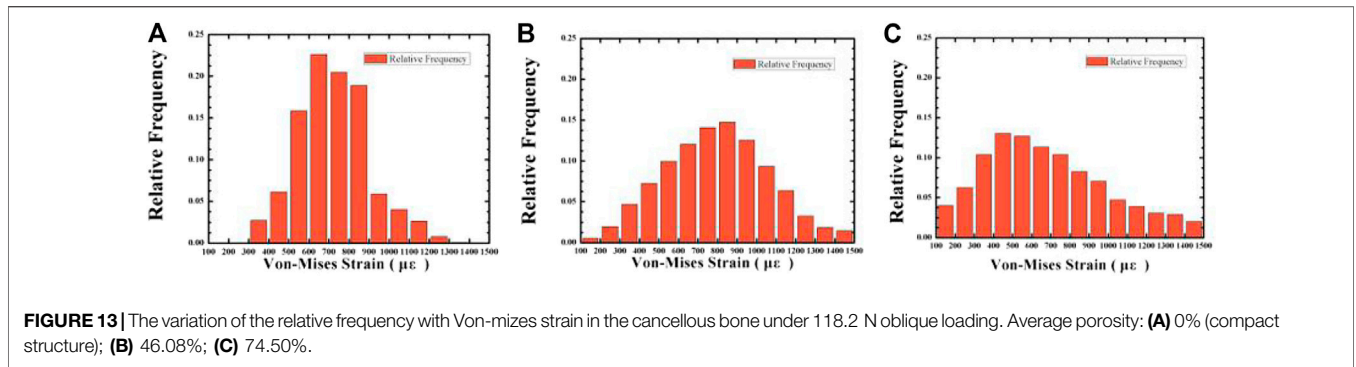 A
0.25
0.20
0.15
0.10
0.05
0.00
Relative Frequency
Relative Frequency
100 200 300 400 500 600 700 800 900 1000 1100 1200 1300 1400 1500
Von-Mises Strain ( με )
B
0.25
0.20
0.15
0.10
0.05
0.00
Relative Frequency
Relative Frequency
100 200 300 400 500 600 700 800 900 1000 1100 1200 1300 1400 1500
Von-Mises Strain ( με )
C
0.25
0.20
0.15
0.10
0.05
0.00
Relative Frequency
Relative Frequency
100 200 300 400 500 600 700 800 900 1000 1100 1200 1300 1400 1500
Von-Mises Strain ( με )
FIGURE 13 | The variation of the relative frequency with Von-mizes strain in the cancellous bone under 118.2 N oblique loading. Average porosity: (A) 0% (compact
structure); (B) 46.08%; (C) 74.50%.